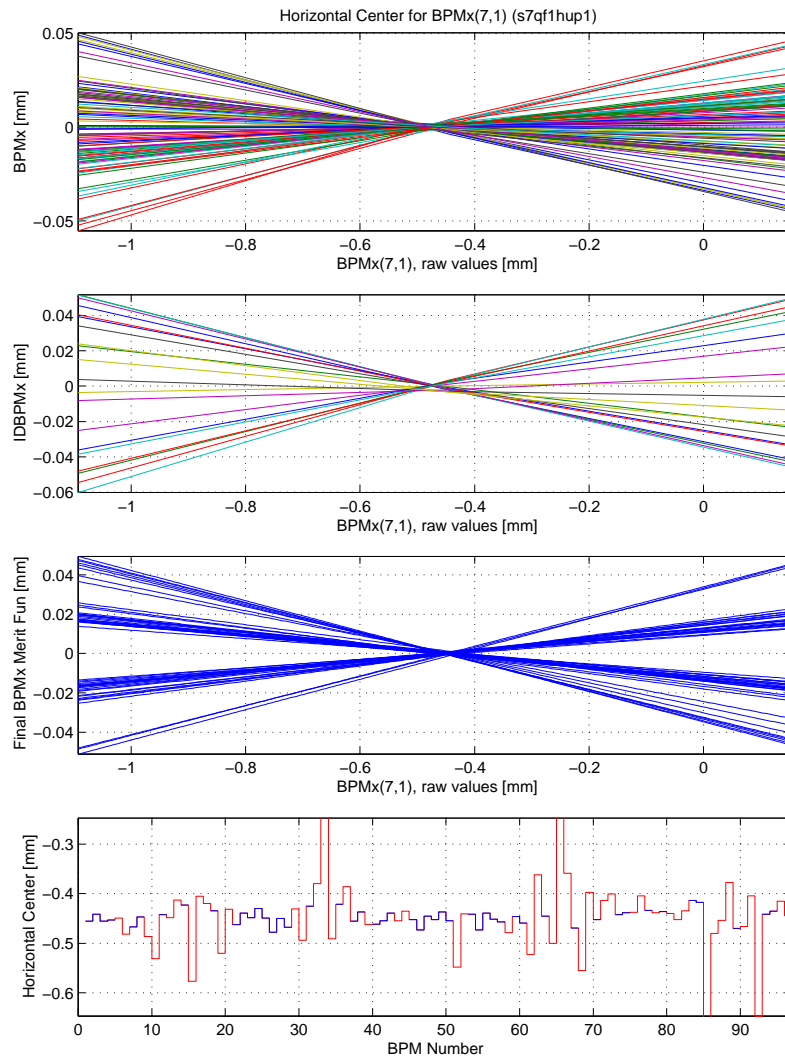 Horizontal Center for BPMx(7,1) (s7qf1hup1)
0.05
0
−0.05
BPMx [mm]
−1 −0.8 −0.6 −0.4 −0.2 0
BPMx(7,1), raw values [mm]
0.04
0.02
0
−0.02
−0.04
−0.06
IDBPMx [mm]
−1 −0.8 −0.6 −0.4 −0.2 0
BPMx(7,1), raw values [mm]
0.04
0.02
0
−0.02
−0.04
Final BPMx Merit Fun [mm]
−1 −0.8 −0.6 −0.4 −0.2 0
BPMx(7,1), raw values [mm]
−0.3
−0.4
−0.5
−0.6
Horizontal Center [mm]
0 10 20 30 40 50 60 70 80 90
BPM Number